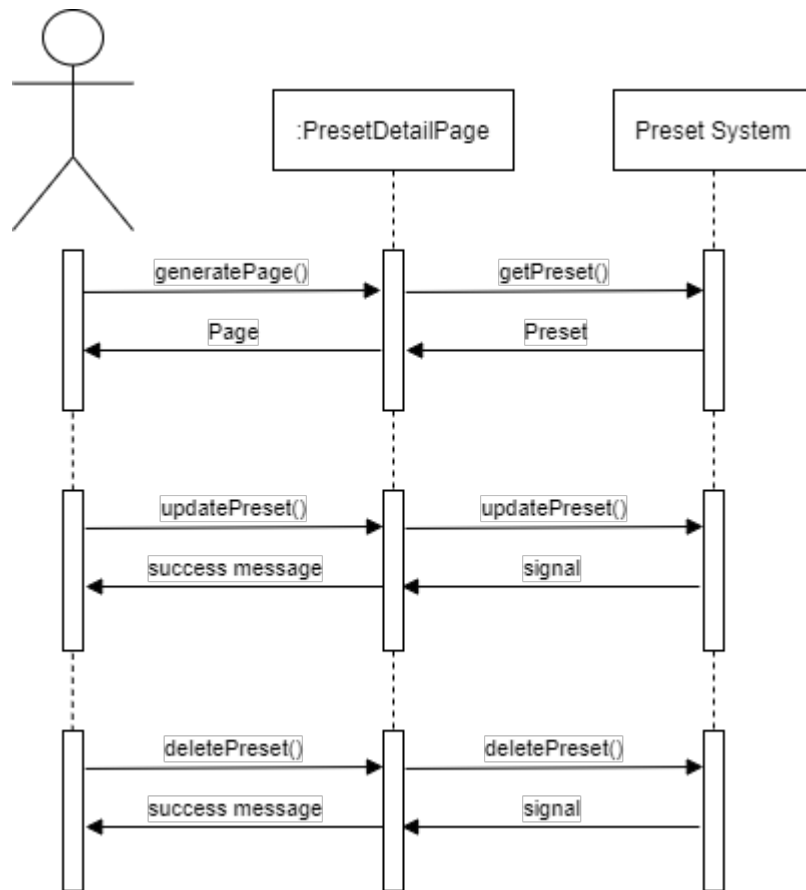 :PresetDetailPage
Preset System
generatePage()
getPreset()
Page
Preset
updatePreset()
updatePreset()
success message
signal
deletePreset()
deletePreset()
success message
signal